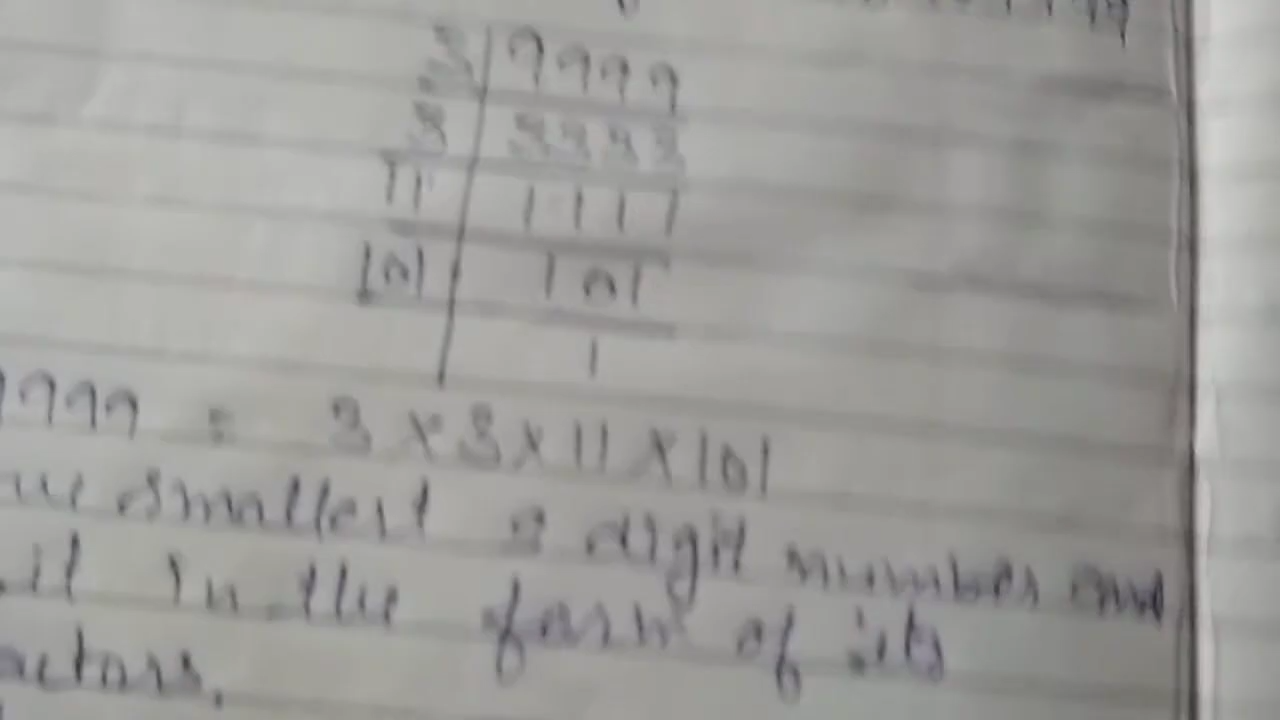 3 | 9999
3 | 3333
11 | 1111
101 | 101
1
9999 = 3 x 3 x 11 x 101
smallest digit number and
it in the form of its